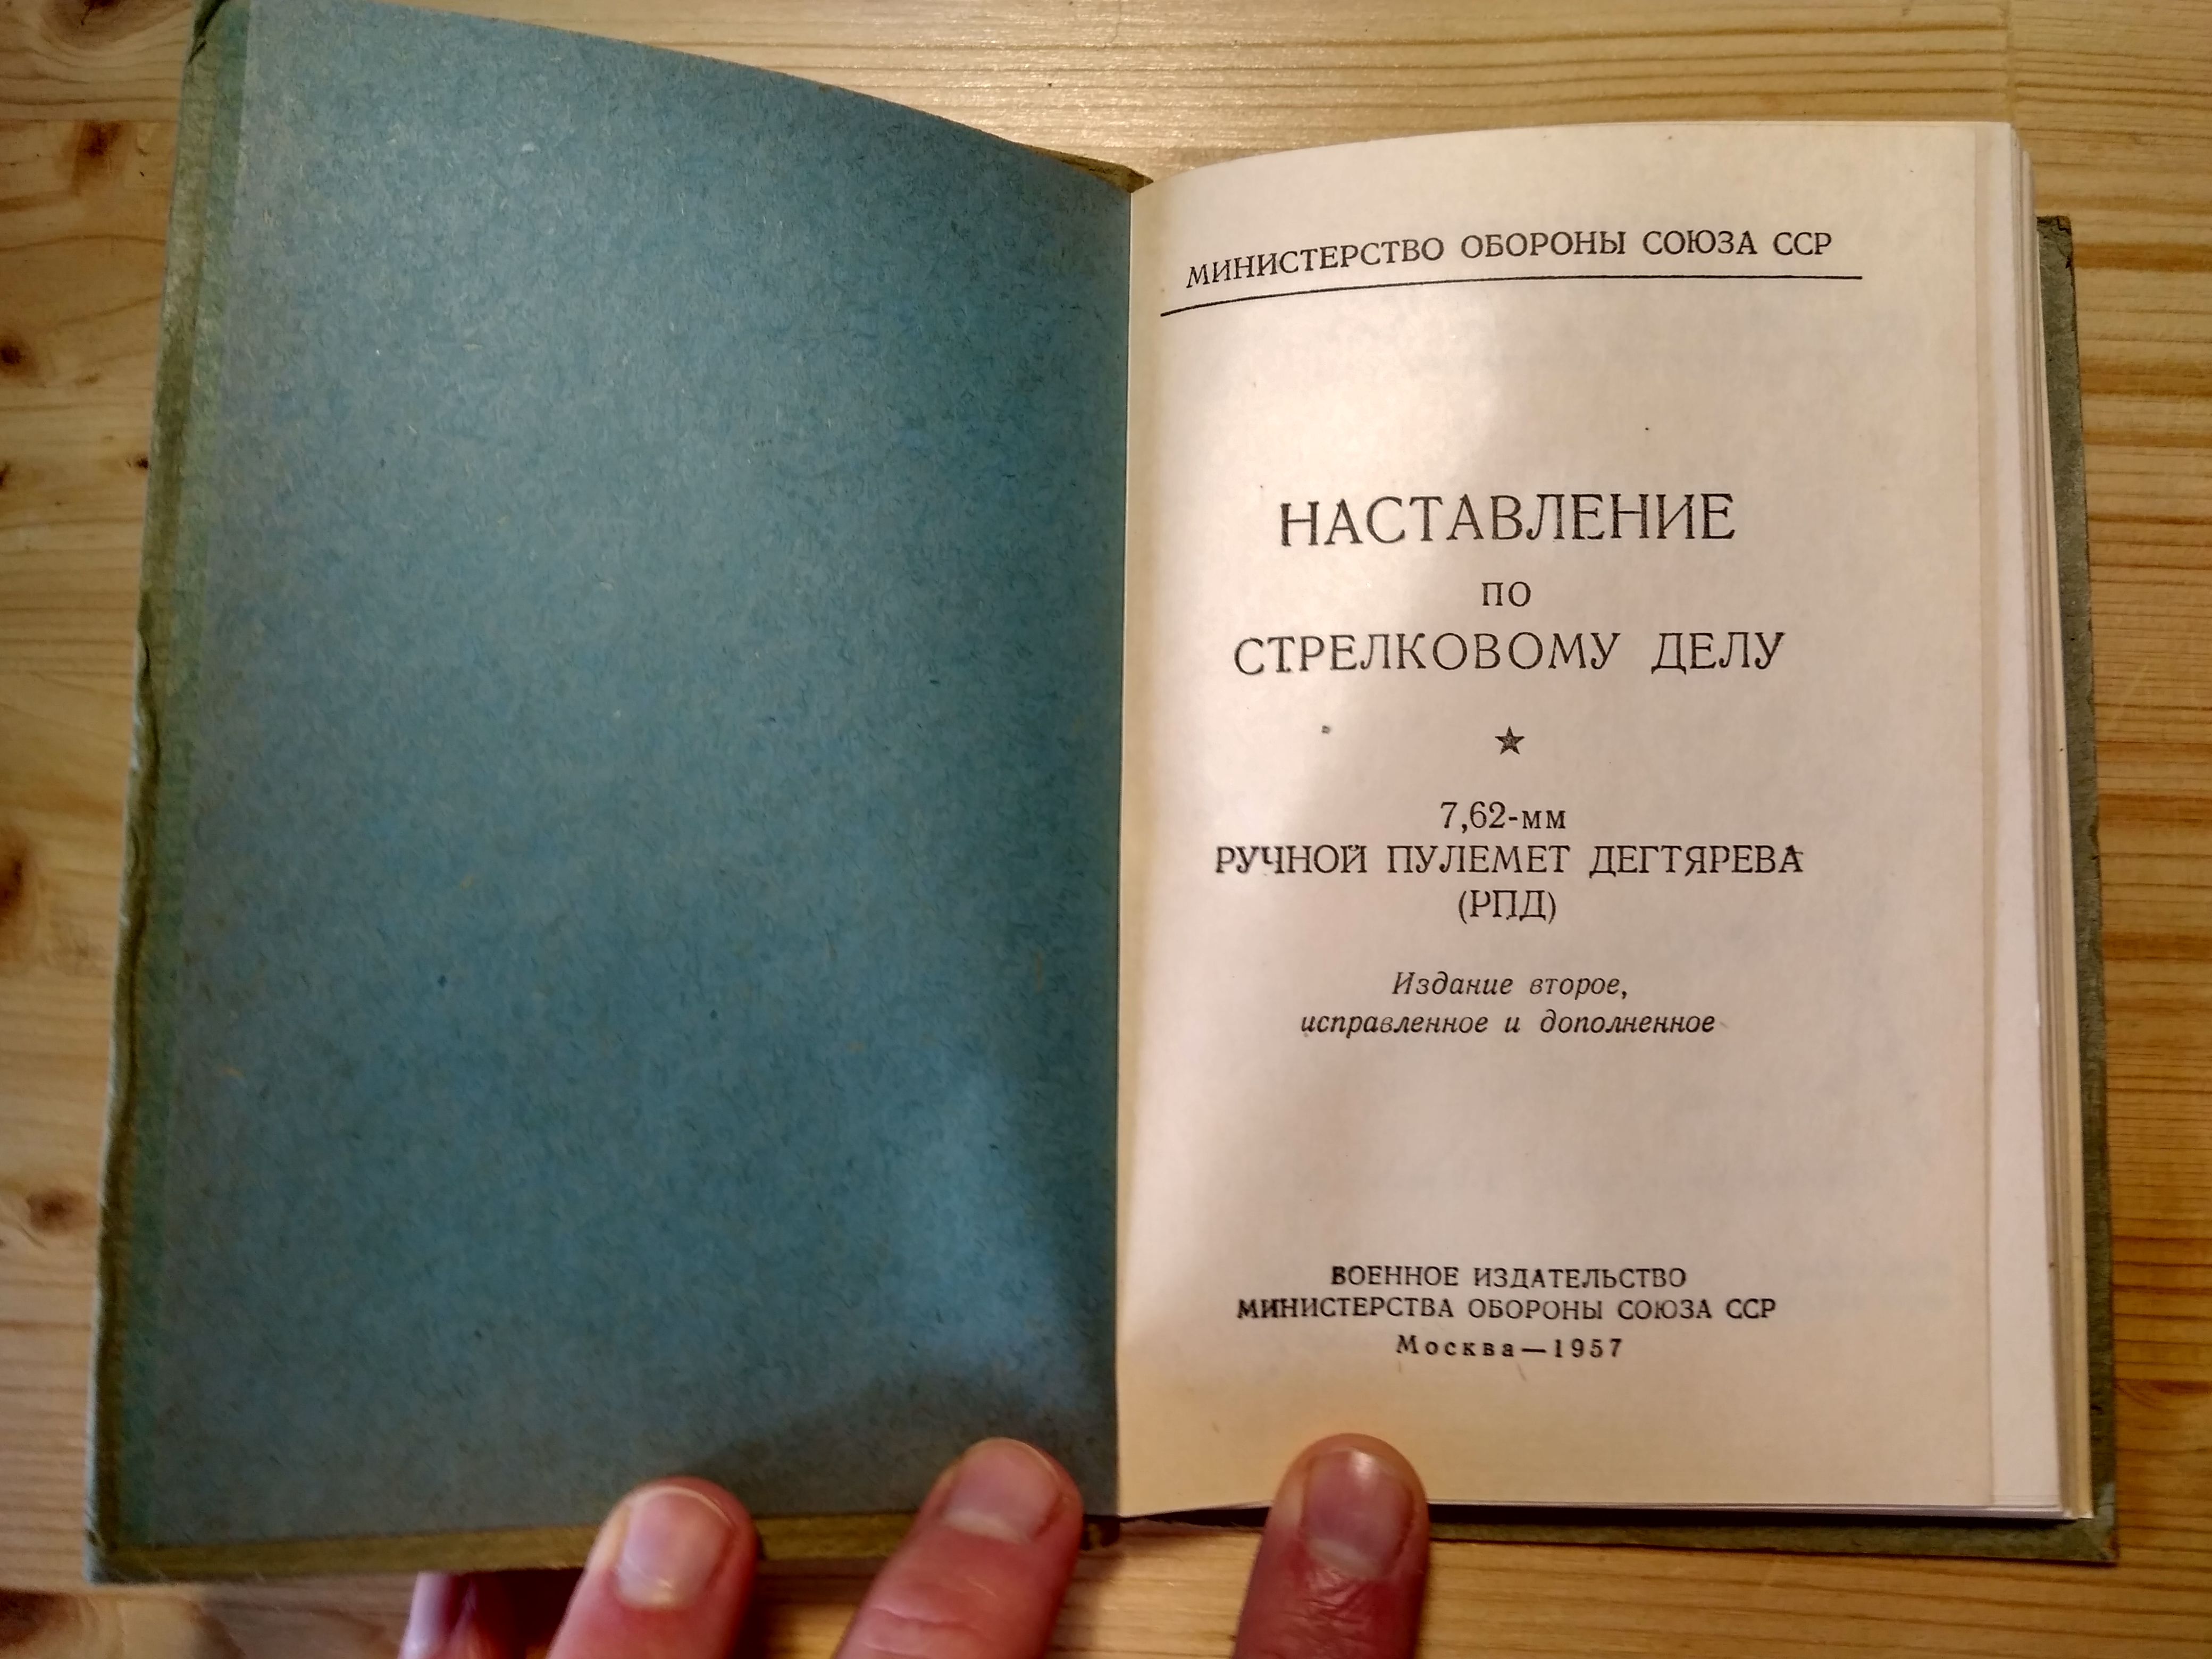 МИНИСТЕРСТВО ОБОРОНЫ СОЮЗА ССР
НАСТАВЛЕНИЕ
ПО
СТРЕЛКОВОМУ ДЕЛУ
★
7,62-мм
РУЧНОЙ ПУЛЕМЕТ ДЕГТЯРЕВА
(РПД)
Издание второе,
исправленное и дополненное
ВОЕННОЕ ИЗДАТЕЛЬСТВО
МИНИСТЕРСТВА ОБОРОНЫ СОЮЗА ССР
Москва—1957